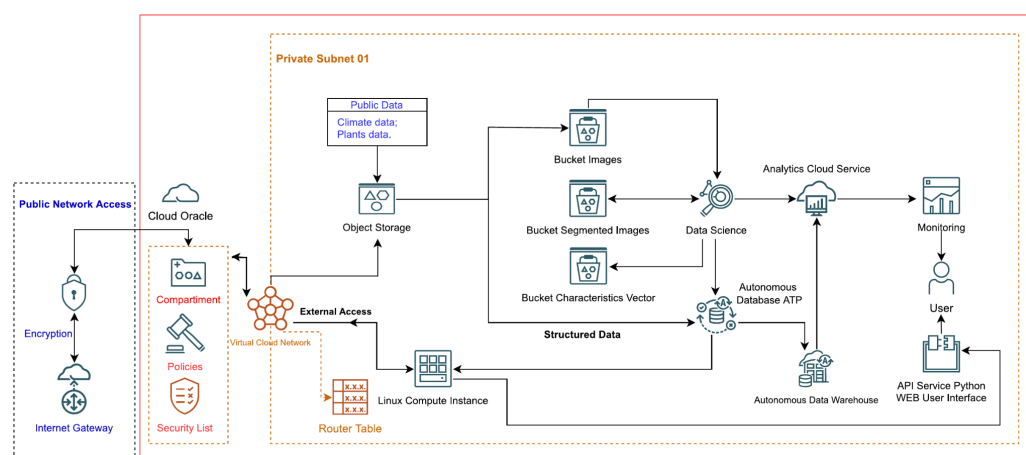 Private Subnet 01
Public Data
Climate data;
Plants data.
Bucket Images
Analytics Cloud Service
Public Network Access
Cloud Oracle
Object Storage
Bucket Segmented Images
Data Science
Monitoring
Compartiment
Bucket Characteristics Vector
Autonomous
Database ATP
User
External Access
Encryption
Virtual Cloud Network
Structured Data
Policies
x.x.x.
x.x.x.
x.x.x.
Linux Compute Instance
Autonomous Data Warehouse
API Service Python
WEB User Interface
Internet Gateway
Security List
Router Table
A
A